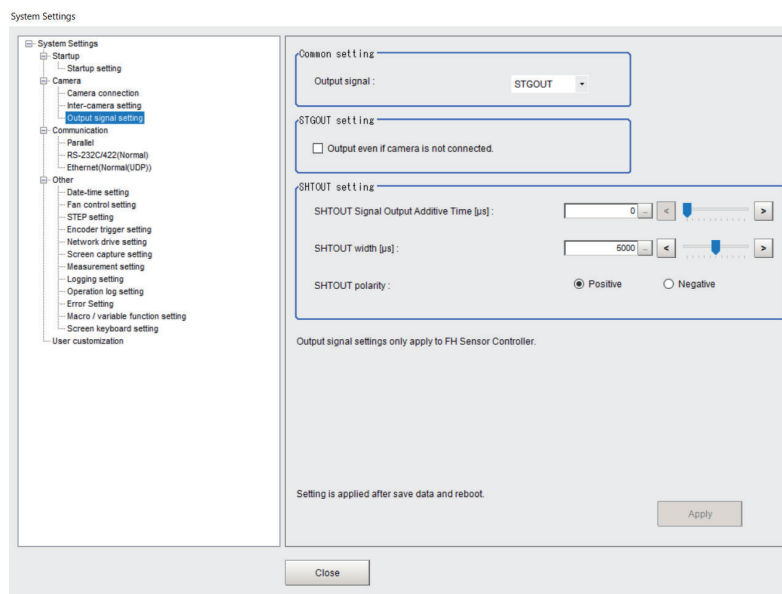 System Settings
System Settings
Startup
Startup setting
Camera
Camera connection
Inter-camera setting
Output signal setting
Communication
Parallel
RS-232C/422(Normal)
Ethernet(Normal(UDP))
Other
Date-time setting
Fan control setting
STEP setting
Encoder trigger setting
Network drive setting
Screen capture setting
Measurement setting
Logging setting
Operation log setting
Error Setting
Macro / variable function setting
Screen keyboard setting
User customization
Common setting
Output signal : STGOUT
STGOUT setting
Output even if camera is not connected.
SHTOUT setting
SHTOUT Signal Output Additive Time [µs] : 0 ... < >
SHTOUT width [µs] : 5000 ... < >
SHTOUT polarity : Positive Negative
Output signal settings only apply to FH Sensor Controller.
Setting is applied after save data and reboot.
Apply
Close